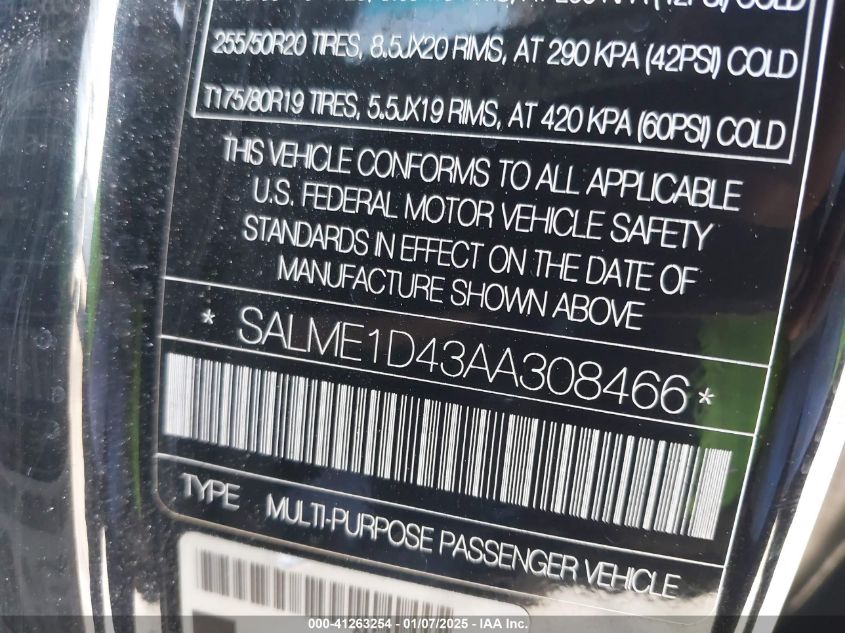 255/50R20 TIRES, 8.5JX20 RIMS, AT 290 KPA (42PSI) COLD
T175/80R19 TIRES, 5.5JX19 RIMS, AT 420 KPA (60PSI) COLD
THIS VEHICLE CONFORMS TO ALL APPLICABLE
U.S. FEDERAL MOTOR VEHICLE SAFETY
STANDARDS IN EFFECT ON THE DATE OF
MANUFACTURE SHOWN ABOVE
* SALME1D43AA308466 *
TYPE MULTI-PURPOSE PASSENGER VEHICLE
000-41263254 - 01/07/2025 - IAA Inc.